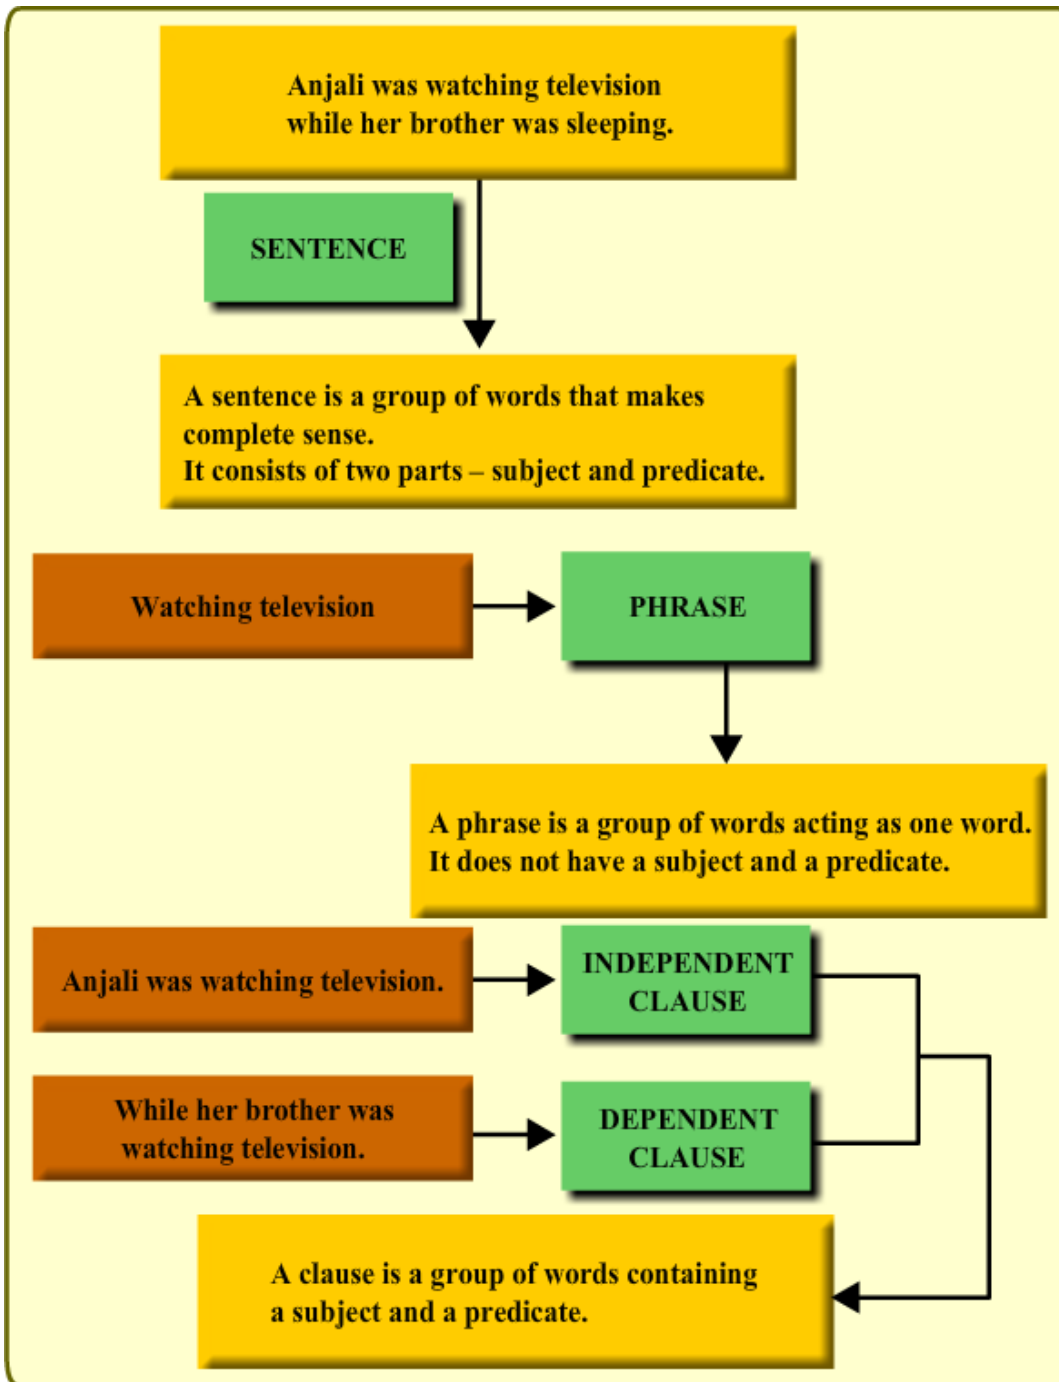 Anjali was watching television
while her brother was sleeping.
SENTENCE
A sentence is a group of words that makes
complete sense.
It consists of two parts – subject and predicate.
Watching television
PHRASE
A phrase is a group of words acting as one word.
It does not have a subject and a predicate.
Anjali was watching television.
INDEPENDENT
CLAUSE
While her brother was
watching television.
DEPENDENT
CLAUSE
A clause is a group of words containing
a subject and a predicate.